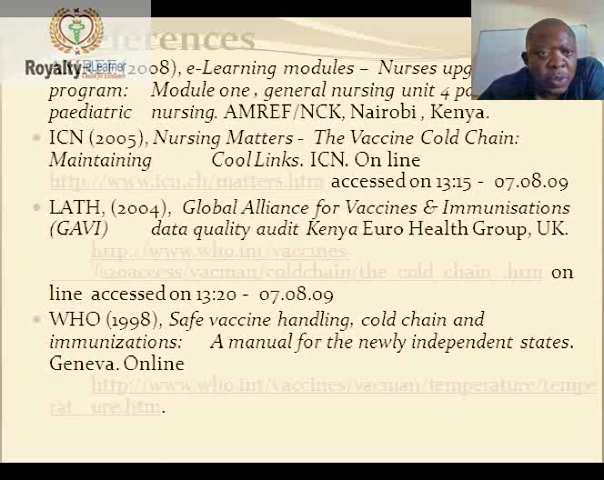 ferences
Royalty-eLearner
2008), e-Learning modules – Nurses upg
program: Module one , general nursing unit 4 pa
paediatric nursing. AMREF/NCK, Nairobi , Kenya.
ICN (2005), Nursing Matters - The Vaccine Cold Chain:
Maintaining Cool Links. ICN. On line
http://www.icn.ch/matters.htm accessed on 13:15 - 07.08.09
LATH, (2004), Global Alliance for Vaccines & Immunisations
(GAVI) data quality audit Kenya Euro Health Group, UK.
http://www.who.int/vaccines-
/access/vacman/coldchain/the_cold_chain_.htm on
line accessed on 13:20 - 07.08.09
WHO (1998), Safe vaccine handling, cold chain and
immunizations: A manual for the newly independent states.
Geneva. Online
http://www.who.int/vaccines/vacman/temperature/tempe
rat_ure.htm.